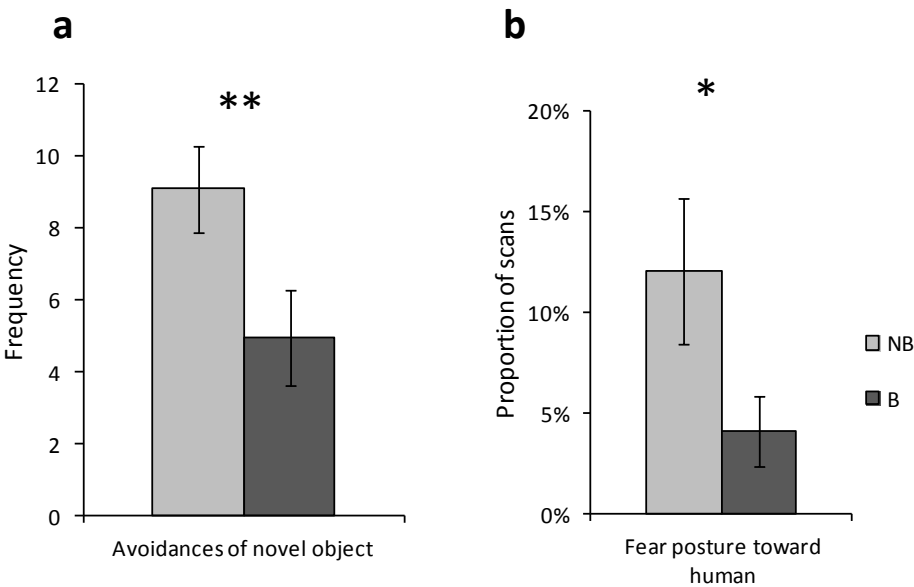 a
**
12
10
8
6
4
2
0
Frequency
Avoidances of novel object
b
*
20%
15%
10%
5%
0%
Proportion of scans
Fear posture toward
human
NB
B